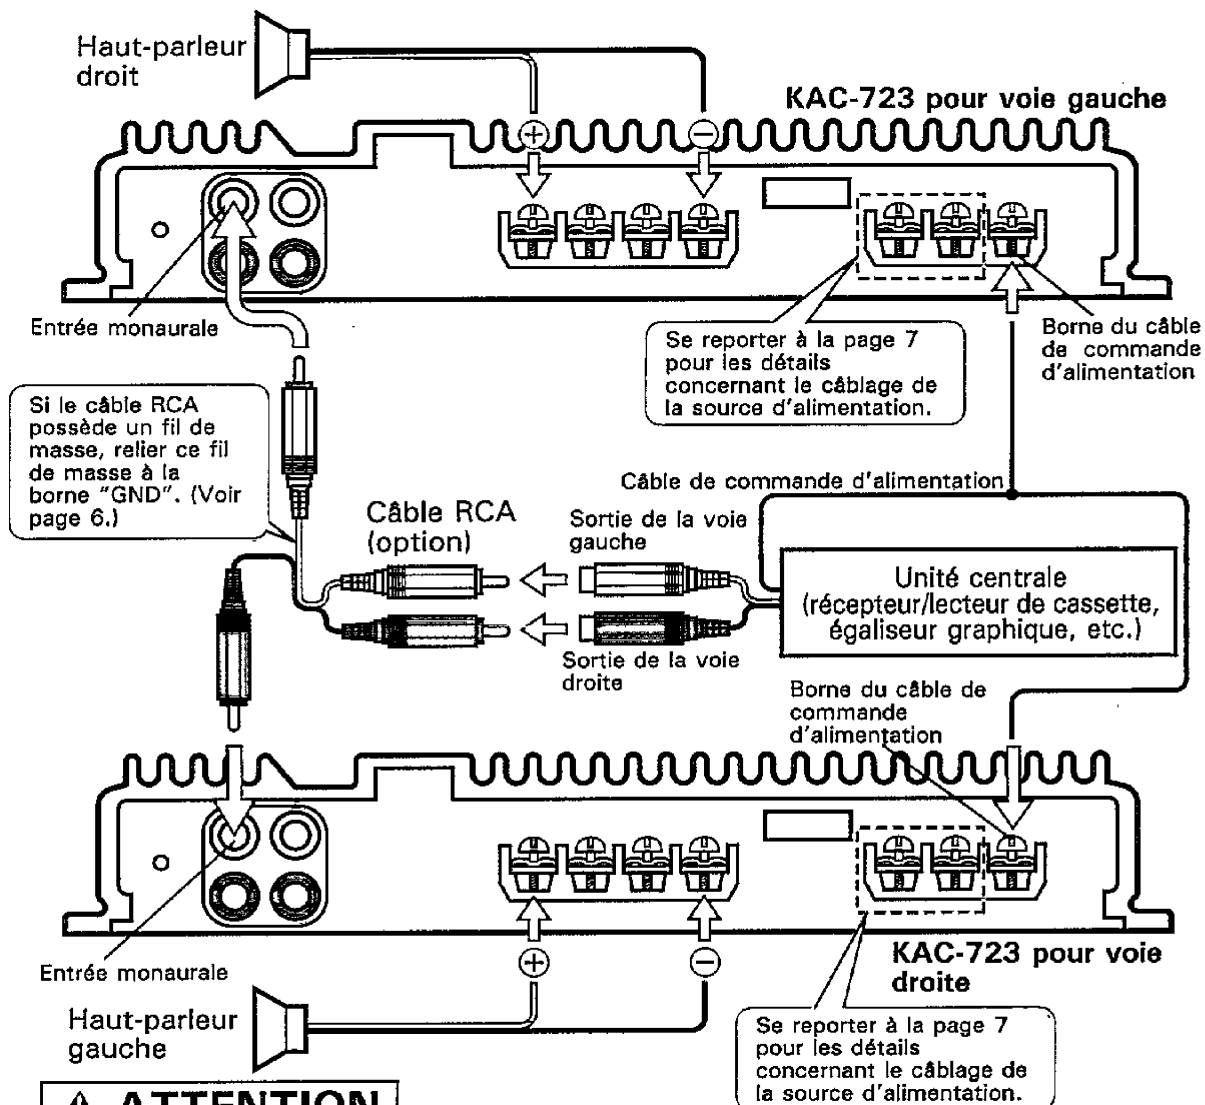 Haut-parleur
droit
KAC-723 pour voie gauche
+
−
Entrée monaurale
Se reporter à la page 7
pour les détails
concernant le câblage de
la source d'alimentation.
Borne du câble
de commande
d'alimentation
Si le câble RCA
possède un fil de
masse, relier ce fil
de masse à la
borne "GND". (Voir
page 6.)
Câble de commande d'alimentation
Câble RCA
(option)
Sortie de la voie
gauche
Unité centrale
(récepteur/lecteur de cassette,
égaliseur graphique, etc.)
Sortie de la voie
droite
Borne du câble de
commande
d'alimentation
Entrée monaurale
+
−
KAC-723 pour voie
droite
Haut-parleur
gauche
Se reporter à la page 7
pour les détails
concernant le câblage de
la source d'alimentation.
⚠ ATTENTION